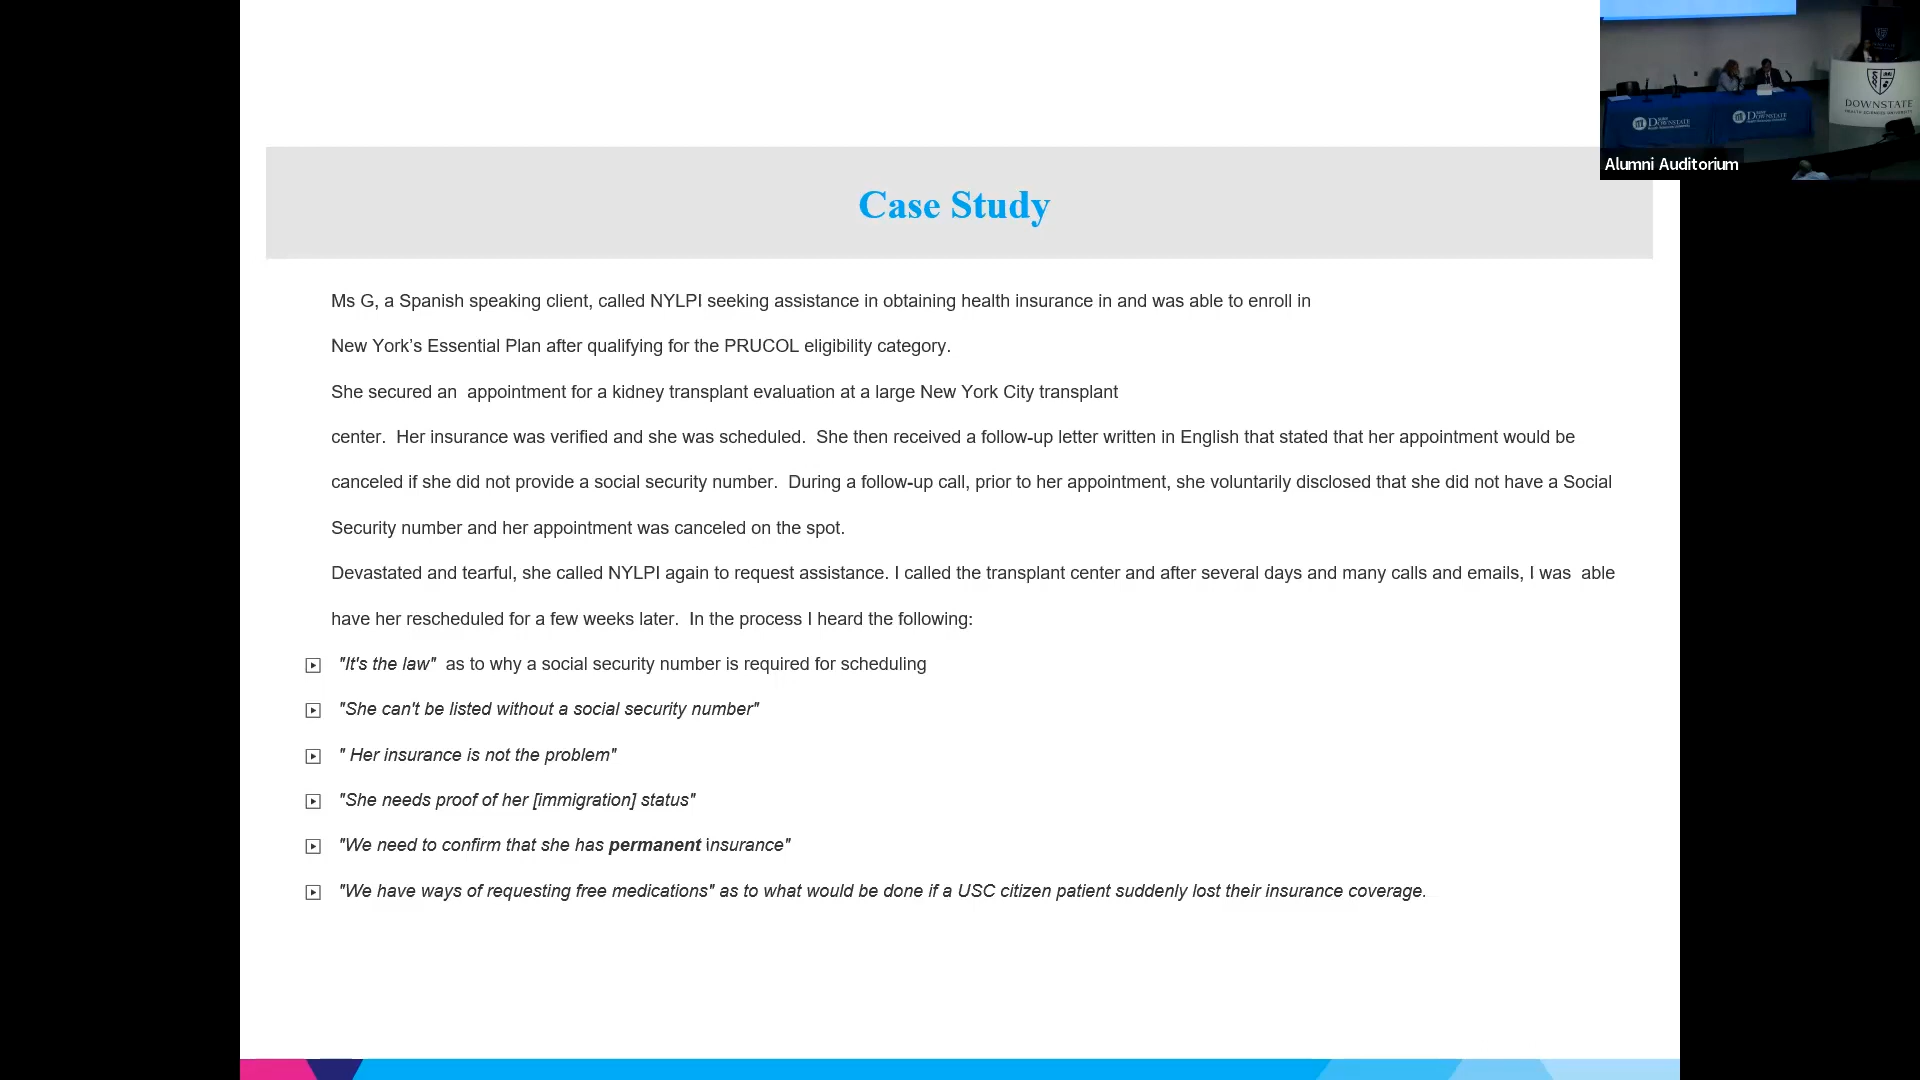 Case Study
Ms G, a Spanish speaking client, called NYLPI seeking assistance in obtaining health insurance in and was able to enroll in
New York’s Essential Plan after qualifying for the PRUCOL eligibility category.
She secured an  appointment for a kidney transplant evaluation at a large New York City transplant
center.  Her insurance was verified and she was scheduled.  She then received a follow-up letter written in English that stated that her appointment would be
canceled if she did not provide a social security number.  During a follow-up call, prior to her appointment, she voluntarily disclosed that she did not have a Social
Security number and her appointment was canceled on the spot.
Devastated and tearful, she called NYLPI again to request assistance. I called the transplant center and after several days and many calls and emails, I was  able
have her rescheduled for a few weeks later.  In the process I heard the following:
"It's the law"  as to why a social security number is required for scheduling
"She can't be listed without a social security number"
" Her insurance is not the problem"
"She needs proof of her [immigration] status"
"We need to confirm that she has permanent insurance"
"We have ways of requesting free medications" as to what would be done if a USC citizen patient suddenly lost their insurance coverage.
DOWNSTATE
DOWNSTATE
DOWNSTATE
Alumni Auditorium